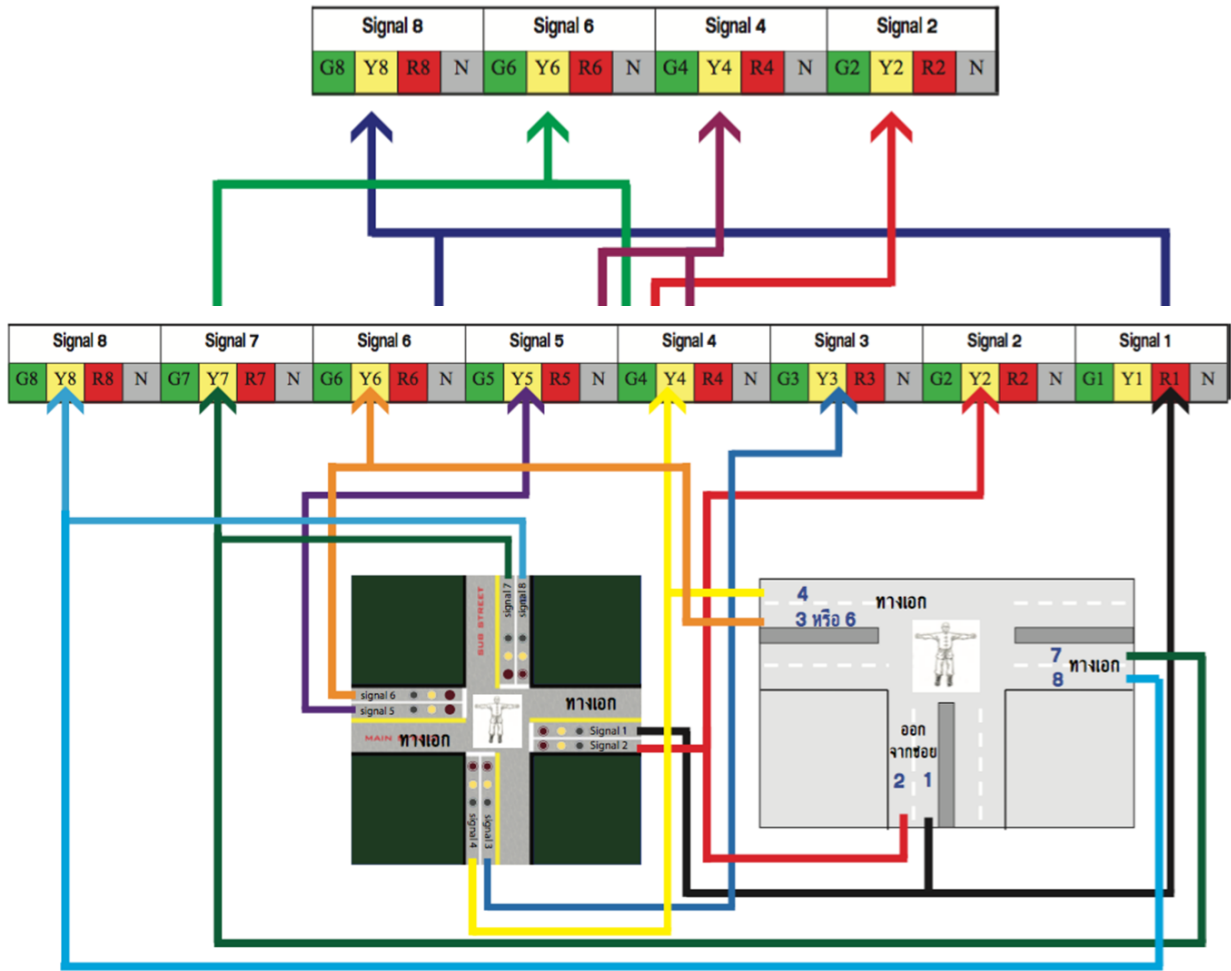 Signal 8 Signal 6 Signal 4 Signal 2
G8 Y8 R8 N G6 Y6 R6 N G4 Y4 R4 N G2 Y2 R2 N
Signal 8 Signal 7 Signal 6 Signal 5 Signal 4 Signal 3 Signal 2 Signal 1
G8 Y8 R8 N G7 Y7 R7 N G6 Y6 R6 N G5 Y5 R5 N G4 Y4 R4 N G3 Y3 R3 N G2 Y2 R2 N G1 Y1 R1 N
SUB STREET
signal 7
signal 8
signal 6
signal 5
ทางเอก
MAIN
ทางเอก
Signal 1
Signal 2
signal 4
signal 3
4
ทางเอก
3 หรือ 6
7
ทางเอก
8
ออก
จากซอย
2 1